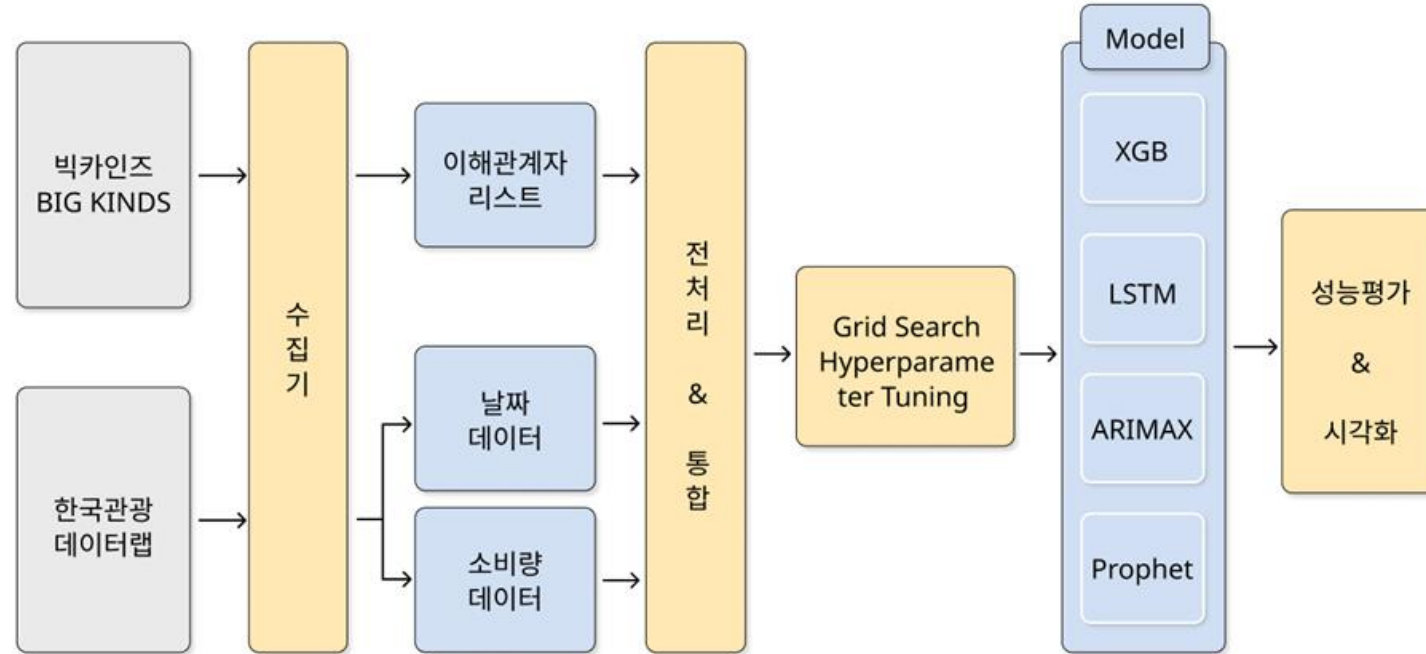 빅카인즈
BIG KINDS
한국관광
데이터랩
수
집
기
이해관계자
리스트
날짜
데이터
소비량
데이터
전
처
리
&
통
합
Grid Search
Hyperparame
ter Tuning
Model
XGB
LSTM
ARIMAX
Prophet
성능평가
&
시각화